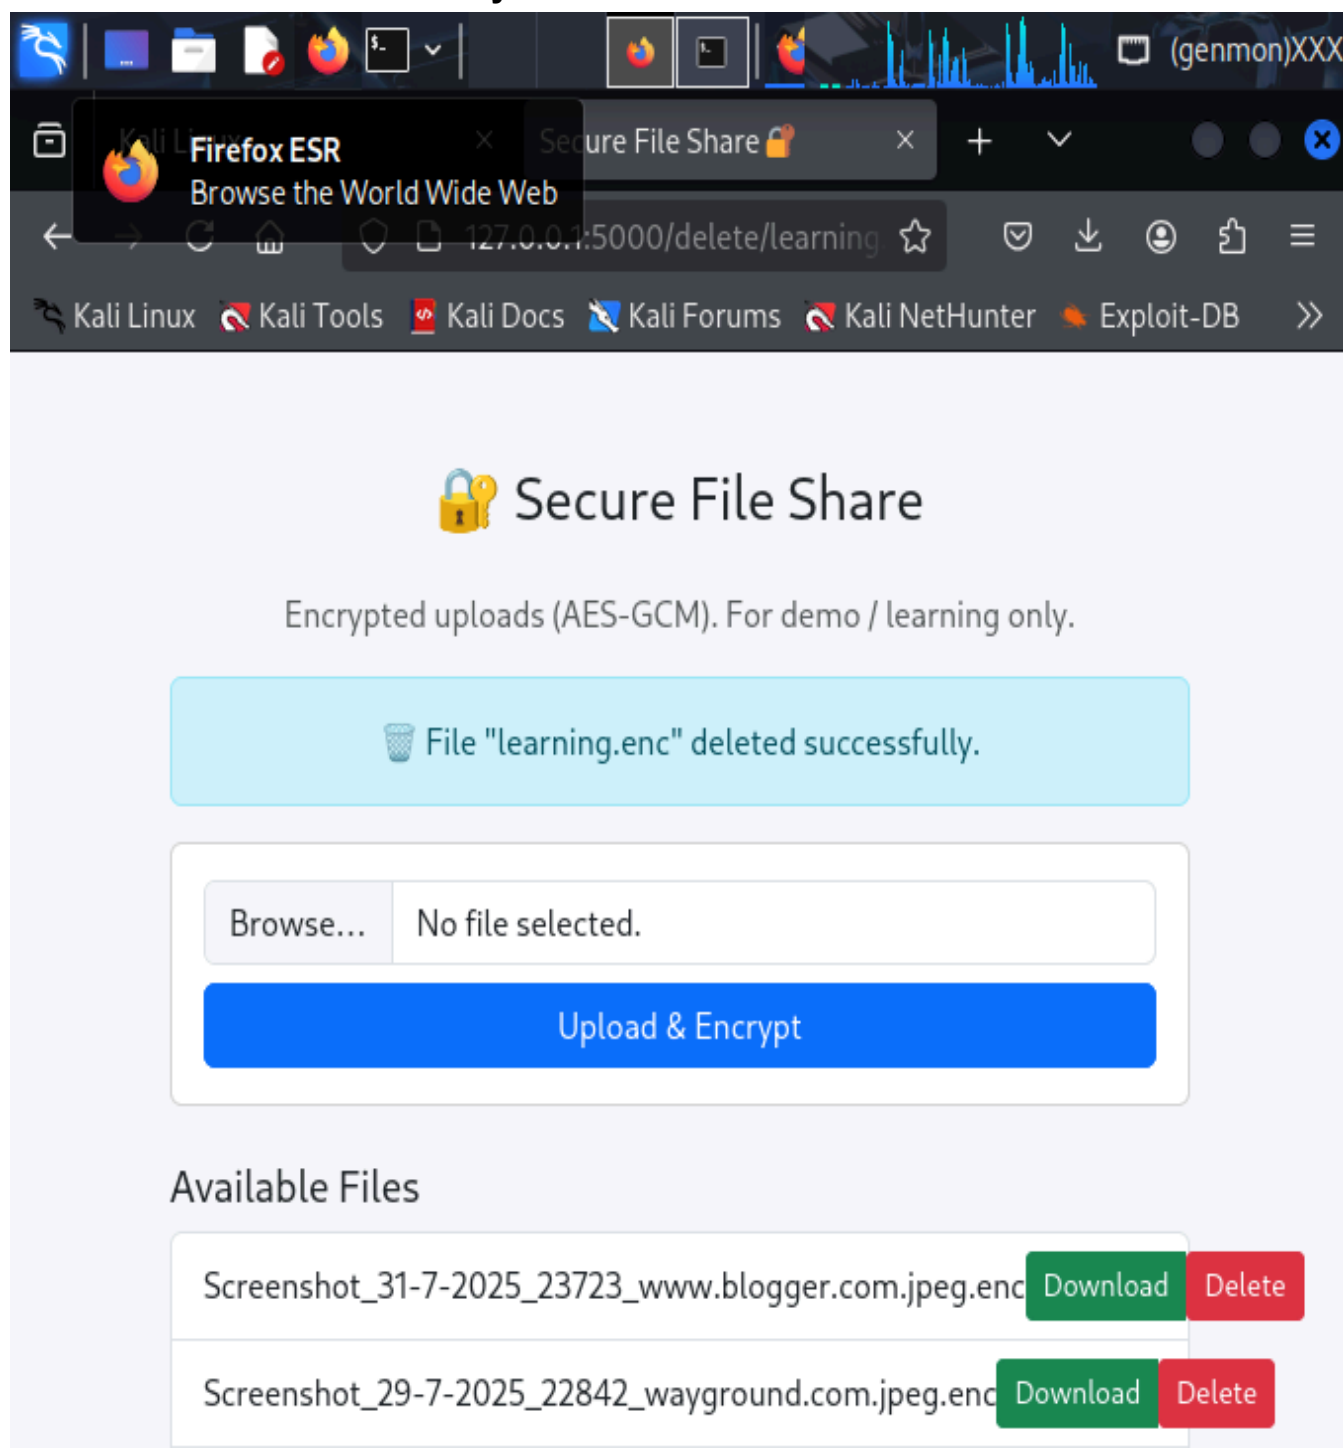 (genmon)XXX
Firefox ESR
Browse the World Wide Web
Secure File Share
127.0.0.1:5000/delete/learning
Kali Linux Kali Tools Kali Docs Kali Forums Kali NetHunter Exploit-DB
Secure File Share
Encrypted uploads (AES-GCM). For demo / learning only.
File "learning.enc" deleted successfully.
Browse... No file selected.
Upload & Encrypt
Available Files
Screenshot_31-7-2025_23723_www.blogger.com.jpeg.enc Download Delete
Screenshot_29-7-2025_22842_wayground.com.jpeg.enc Download Delete